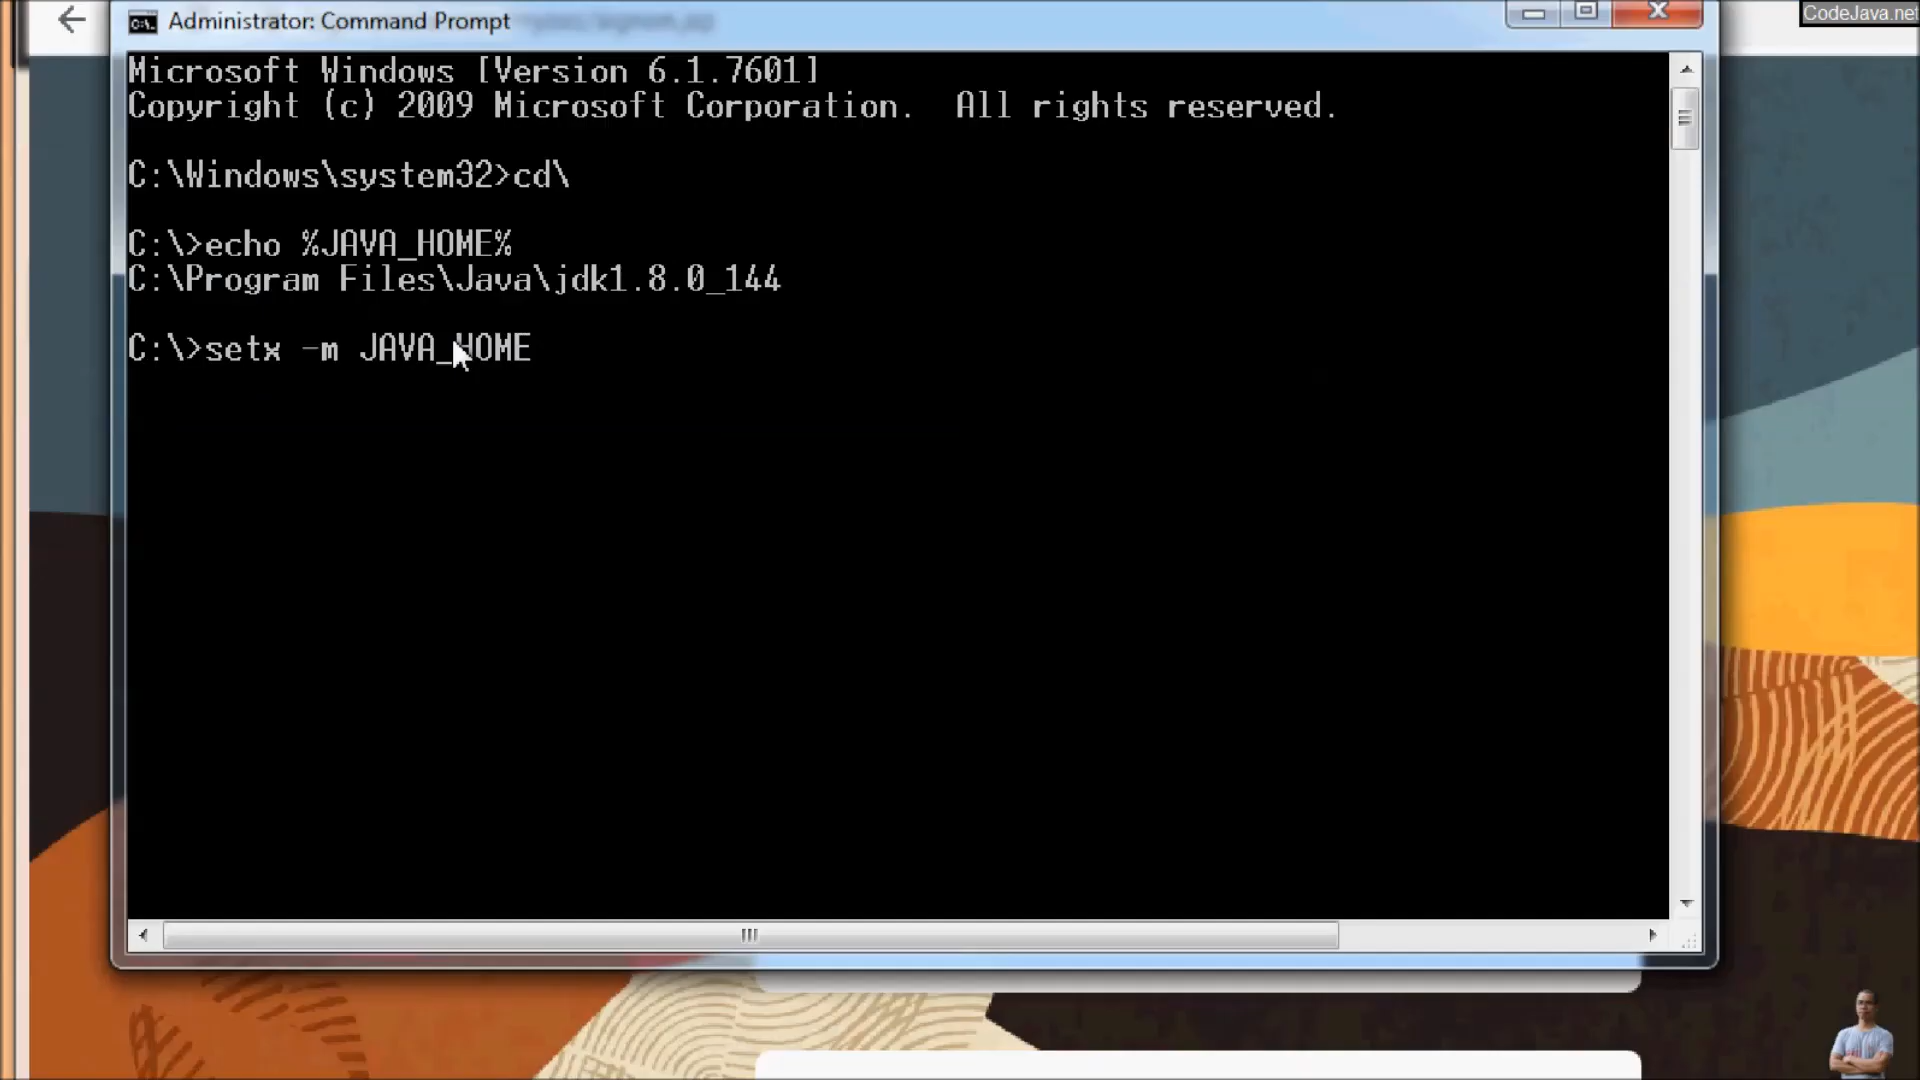 Administrator: Command Prompt
CodeJava.net
Microsoft Windows [Version 6.1.7601]
Copyright (c) 2009 Microsoft Corporation.  All rights reserved.
C:\Windows\system32>cd\
C:\>echo %JAVA_HOME%
C:\Program Files\Java\jdk1.8.0_144
C:\>setx -m JAVA_HOME